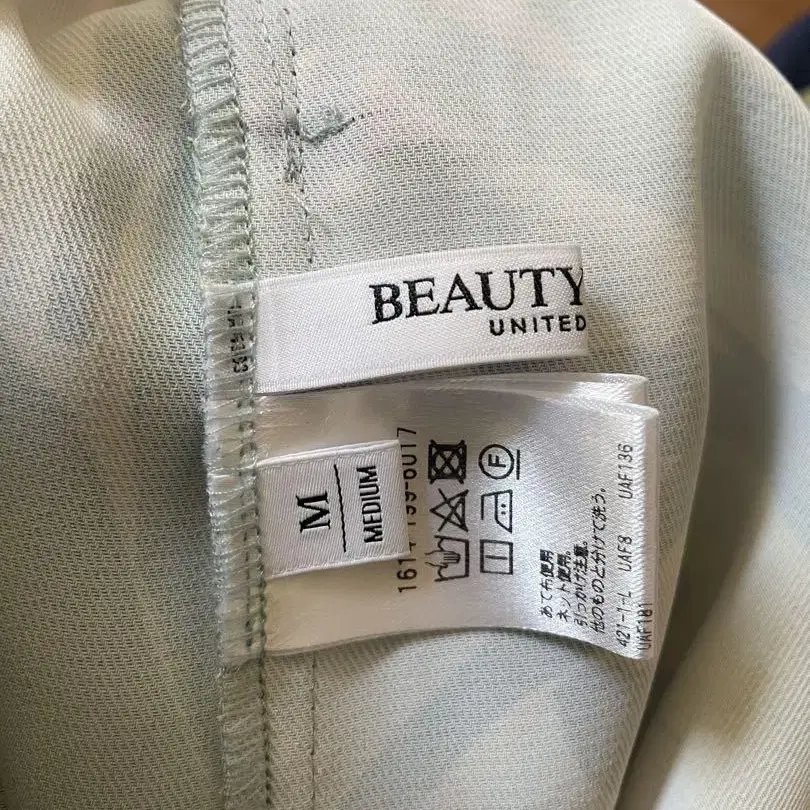 BEAUTY
UNITED
M
MEDIUM
F
あて布使用。
ネット使用。
引っかけ注意。
他のものと分けて洗う。
421-1-L UAF8 UAF136
UAF181